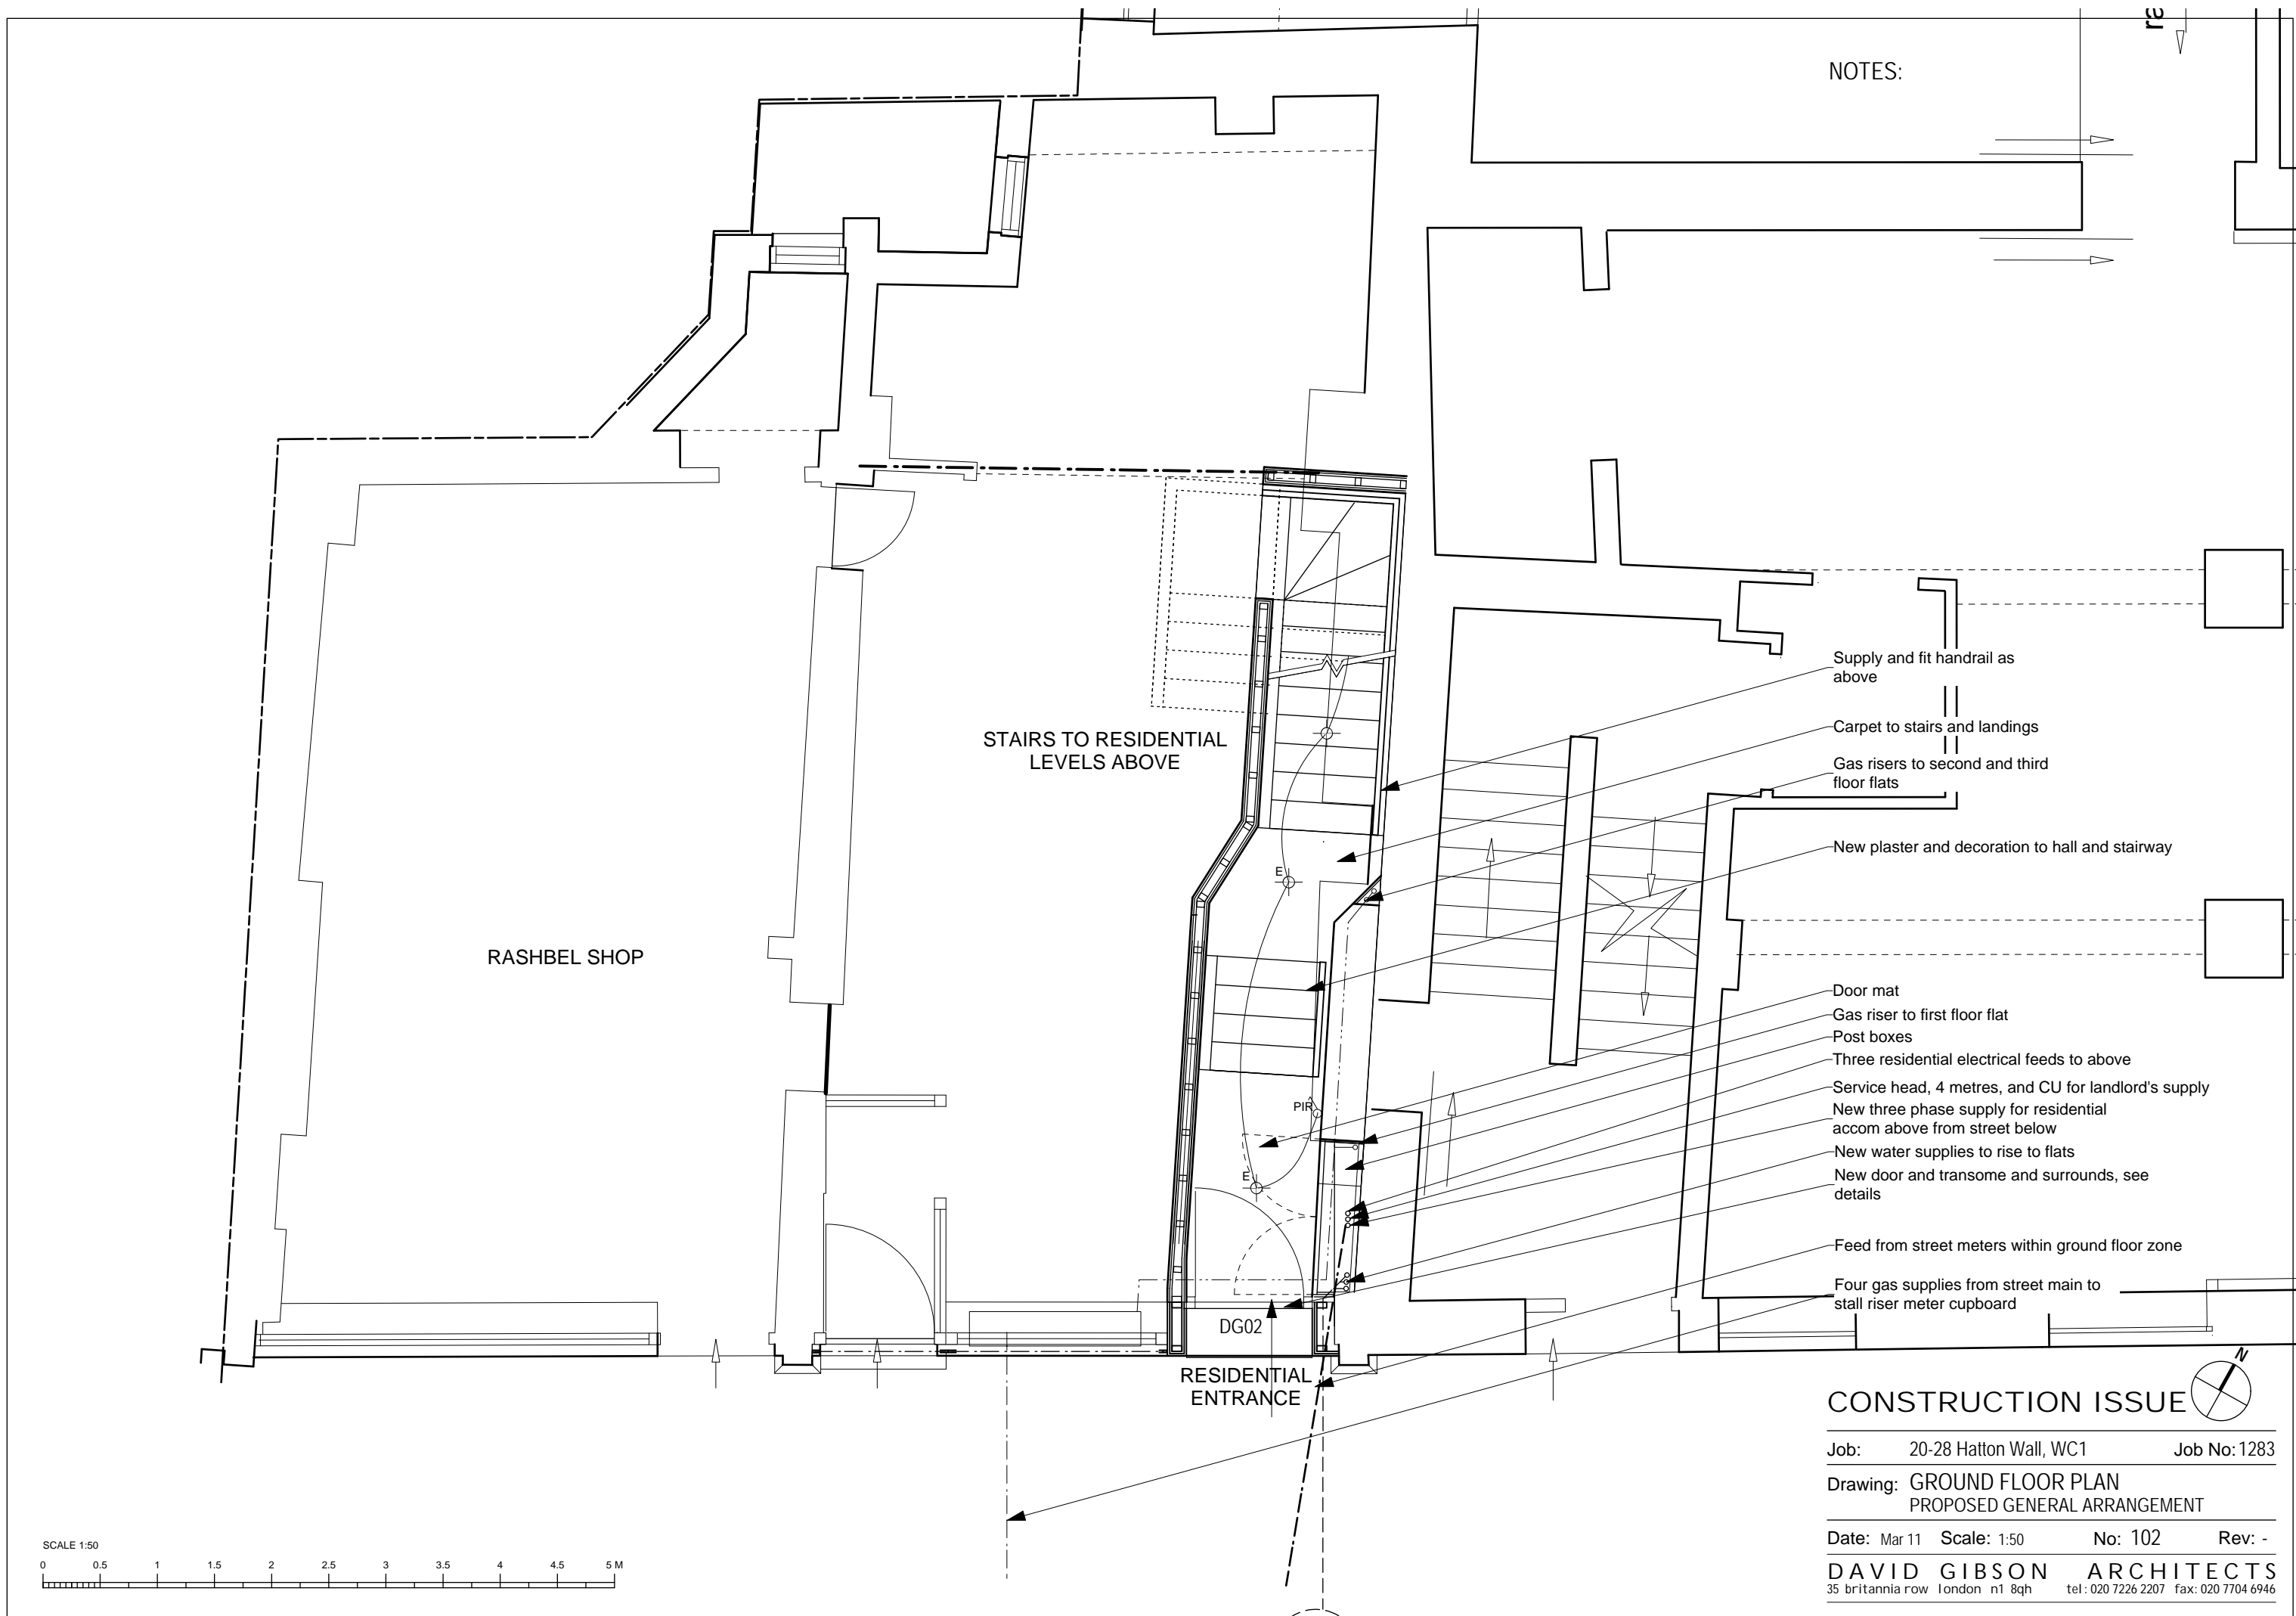 ra
NOTES:
Supply and fit handrail as
above
Carpet to stairs and landings
Gas risers to second and third
floor flats
STAIRS TO RESIDENTIAL
LEVELS ABOVE
New plaster and decoration to hall and stairway
E
RASHBEL SHOP
Door mat
Gas riser to first floor flat
Post boxes
Three residential electrical feeds to above
Service head, 4 metres, and CU for landlord's supply
PIR
New three phase supply for residential
accom above from street below
New water supplies to rise to flats
New door and transome and surrounds, see
details
E
Feed from street meters within ground floor zone
Four gas supplies from street main to
stall riser meter cupboard
DG02
RESIDENTIAL
ENTRANCE
N
CONSTRUCTION ISSUE
Job: 20-28 Hatton Wall, WC1 Job No: 1283
Drawing: GROUND FLOOR PLAN
PROPOSED GENERAL ARRANGEMENT
Date: Mar 11 Scale: 1:50 No: 102 Rev: -
DAVID GIBSON ARCHITECTS
35 britannia row london n1 8qh tel: 020 7226 2207 fax: 020 7704 6946
SCALE 1:50
0 0.5 1 1.5 2 2.5 3 3.5 4 4.5 5 M